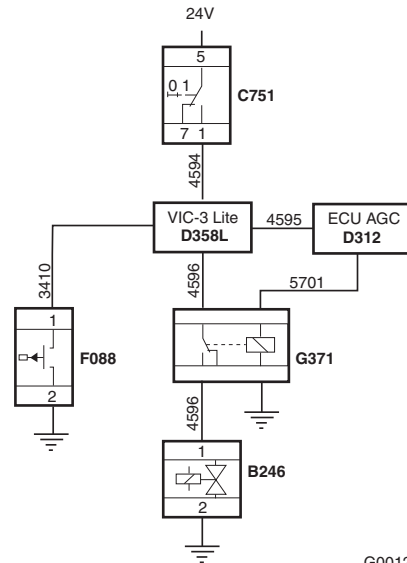 24V
5
0 1
C751
7 1
4594
VIC-3 Lite
D358L
4595
ECU AGC
D312
3410
4596
5701
1
F088
2
G371
4596
1
B246
2
G0012